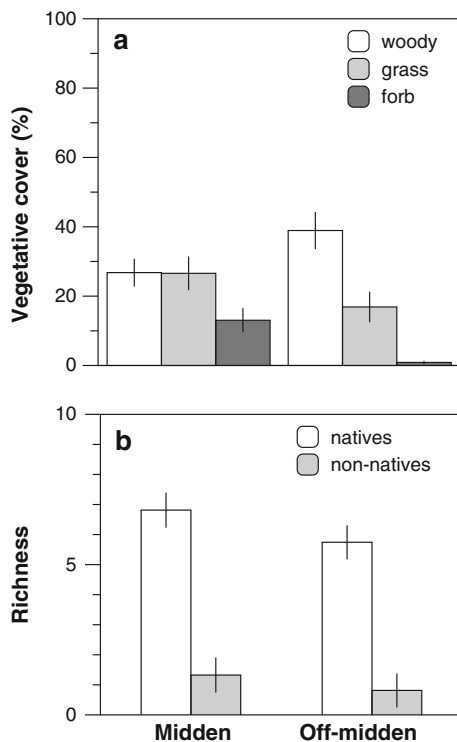 a
woody
grass
forb
Vegetative cover (%)
100
80
60
40
20
0
b
natives
non-natives
Richness
10
5
0
Midden Off-midden